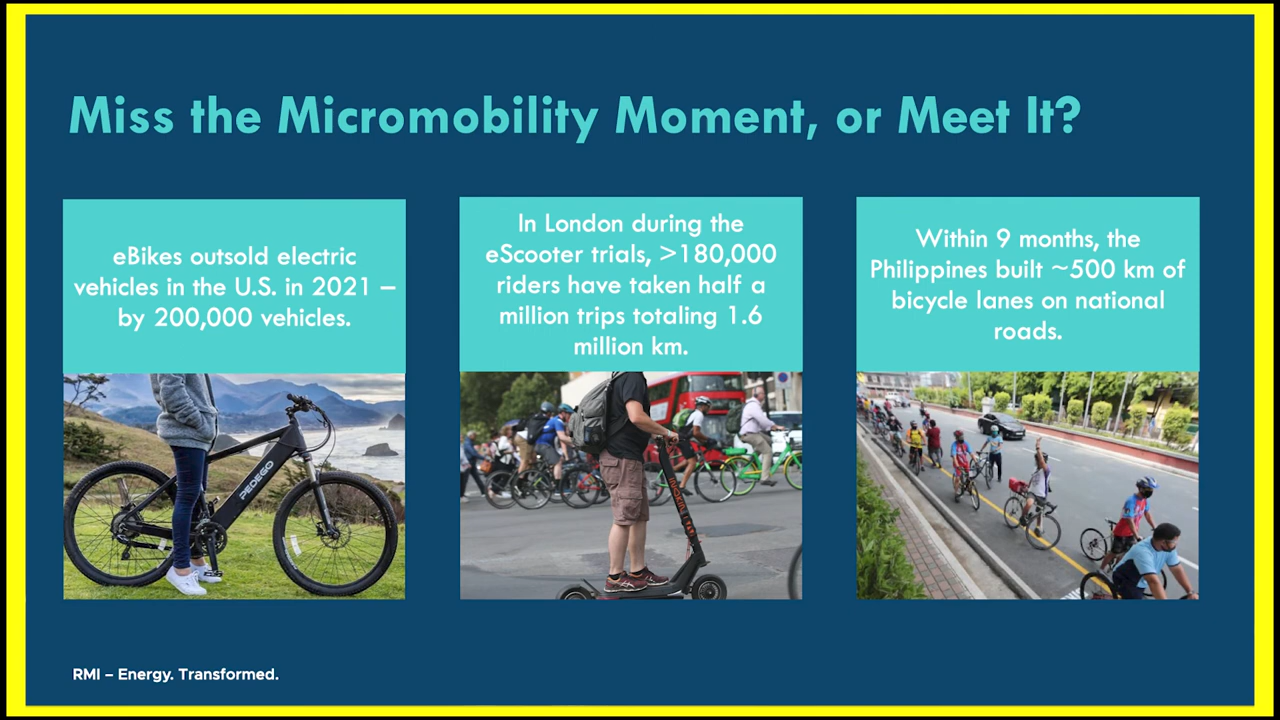 Miss the Micromobility Moment, or Meet It?
eBikes outsold electric
vehicles in the U.S. in 2021 –
by 200,000 vehicles.
In London during the
eScooter trials, >180,000
riders have taken half a
million trips totaling 1.6
million km.
Within 9 months, the
Philippines built ~500 km of
bicycle lanes on national
roads.
PEDEGO
RMI – Energy. Transformed.